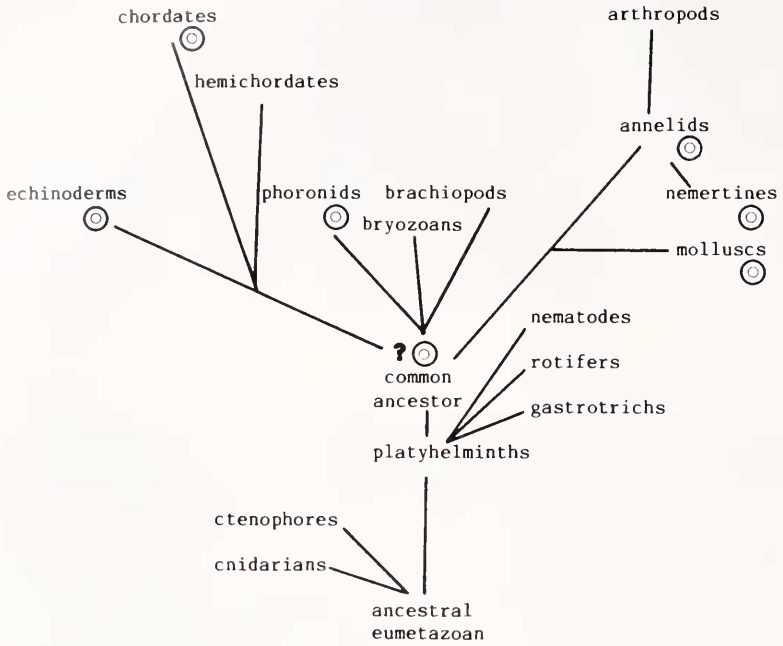 chordates
arthropods
hemichordates
annelids
echinoderms
phoronids
brachiopods
nemertines
bryozoans
molluscs
nematodes
?
common
ancestor
rotifers
gastrotrichs
platyhelminths
ctenophores
cnidarians
ancestral
eumetazoan